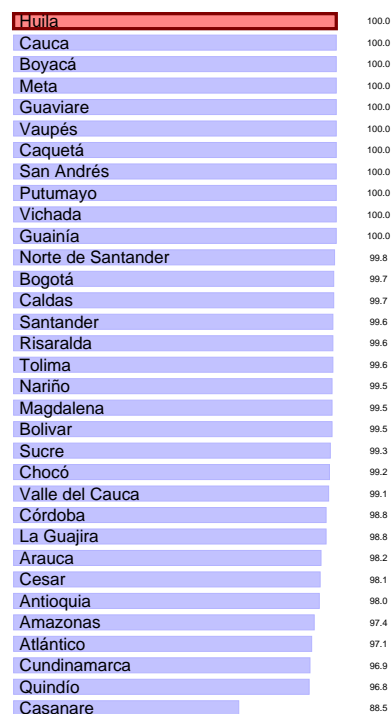 Huila 100.0
Cauca 100.0
Boyacá 100.0
Meta 100.0
Guaviare 100.0
Vaupés 100.0
Caquetá 100.0
San Andrés 100.0
Putumayo 100.0
Vichada 100.0
Guainía 100.0
Norte de Santander 99.8
Bogotá 99.7
Caldas 99.7
Santander 99.6
Risaralda 99.6
Tolima 99.6
Nariño 99.5
Magdalena 99.5
Bolivar 99.5
Sucre 99.3
Chocó 99.2
Valle del Cauca 99.1
Córdoba 98.8
La Guajira 98.8
Arauca 98.2
Cesar 98.1
Antioquia 98.0
Amazonas 97.4
Atlántico 97.1
Cundinamarca 96.9
Quindío 96.8
Casanare 88.5